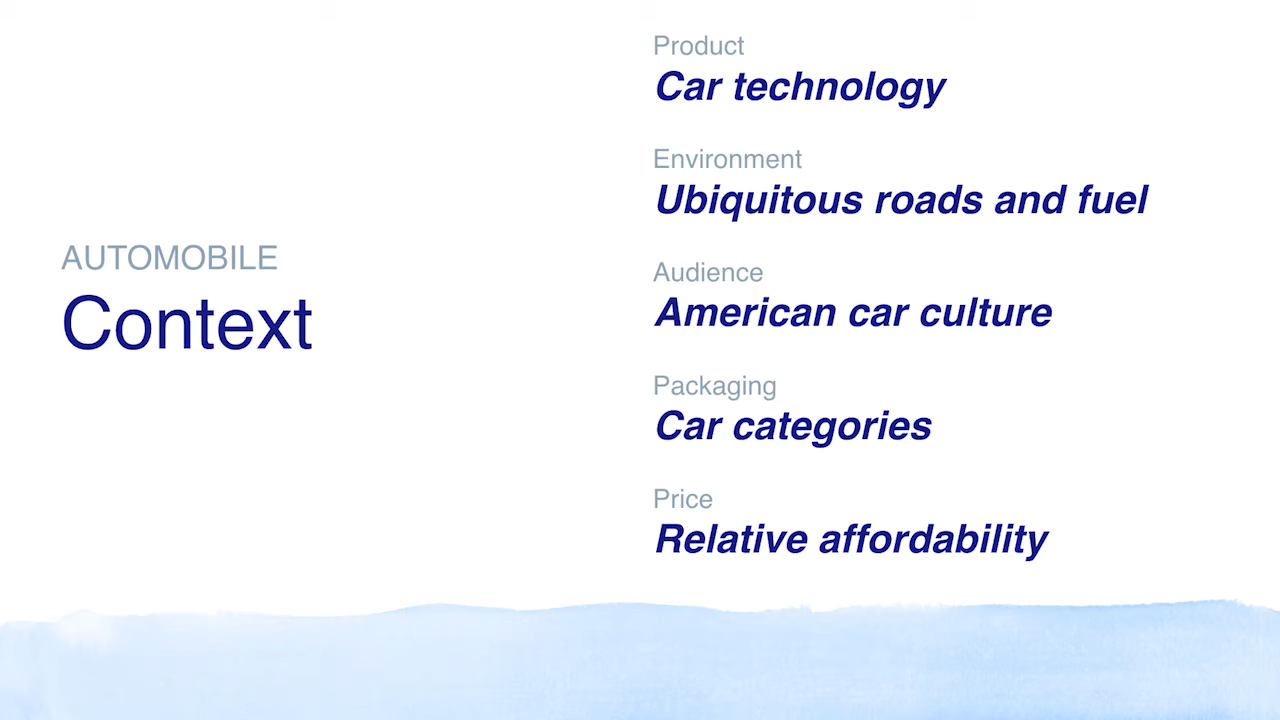 AUTOMOBILE
Context
Product
Car technology
Environment
Ubiquitous roads and fuel
Audience
American car culture
Packaging
Car categories
Price
Relative affordability